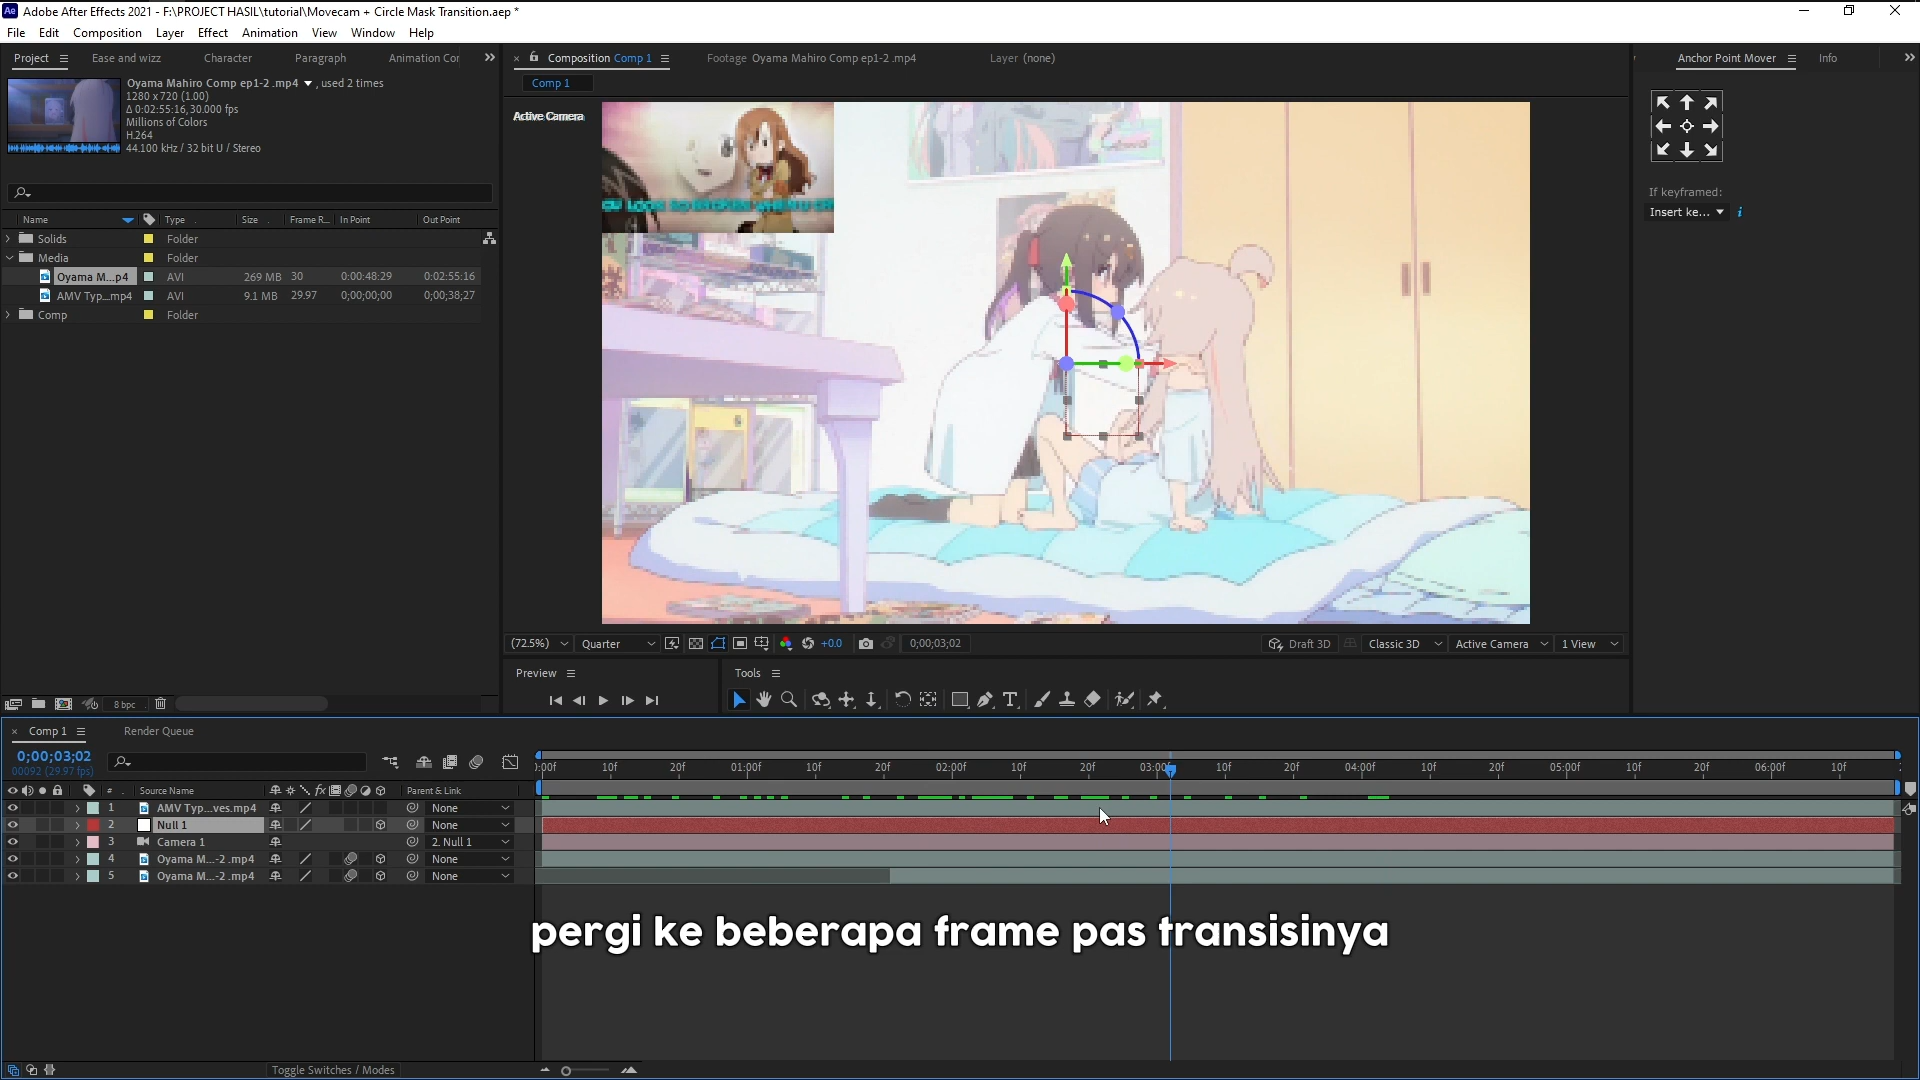 Ae Adobe After Effects 2021 - F:\PROJECT HASIL\tutorial\Movecam + Circle Mask Transition.aep *
File Edit Composition Layer Effect Animation View Window Help
Project Ease and wizz Character Paragraph Animation Cor
Composition Comp 1 Footage Oyama Mahiro Comp ep1-2 .mp4 Layer (none)
Anchor Point Mover Info
Oyama Mahiro Comp ep1-2 .mp4 , used 2 times
1280 x 720 (1.00)
Δ 0:02:55:16, 30.000 fps
Millions of Colors
H.264
44.100 kHz / 32 bit U / Stereo
Comp 1
Active Camera
If keyframed:
Insert ke... i
Name Type Size Frame R... In Point Out Point
Solids Folder
Media Folder
Oyama M...p4 AVI 269 MB 30 0:00:48:29 0:02:55:16
AMV Typ...mp4 AVI 9.1 MB 29.97 0;00;00;00 0;00;38;27
Comp Folder
(72.5%) Quarter +0.0 0;00;03;02 Draft 3D Classic 3D Active Camera 1 View
Preview Tools
8 bpc
Comp 1 Render Queue
0;00;03;02
00092 (29.97 fps)
):00f 10f 20f 01:00f 10f 20f 02:00f 10f 20f 03:00f 10f 20f 04:00f 10f 20f 05:00f 10f 20f 06:00f 10f
# Source Name fx Parent & Link
1 AMV Typ...ves.mp4 None
2 Null 1 None
3 Camera 1 2. Null 1
4 Oyama M...-2 .mp4 None
5 Oyama M...-2 .mp4 None
pergi ke beberapa frame pas transisinya
Toggle Switches / Modes